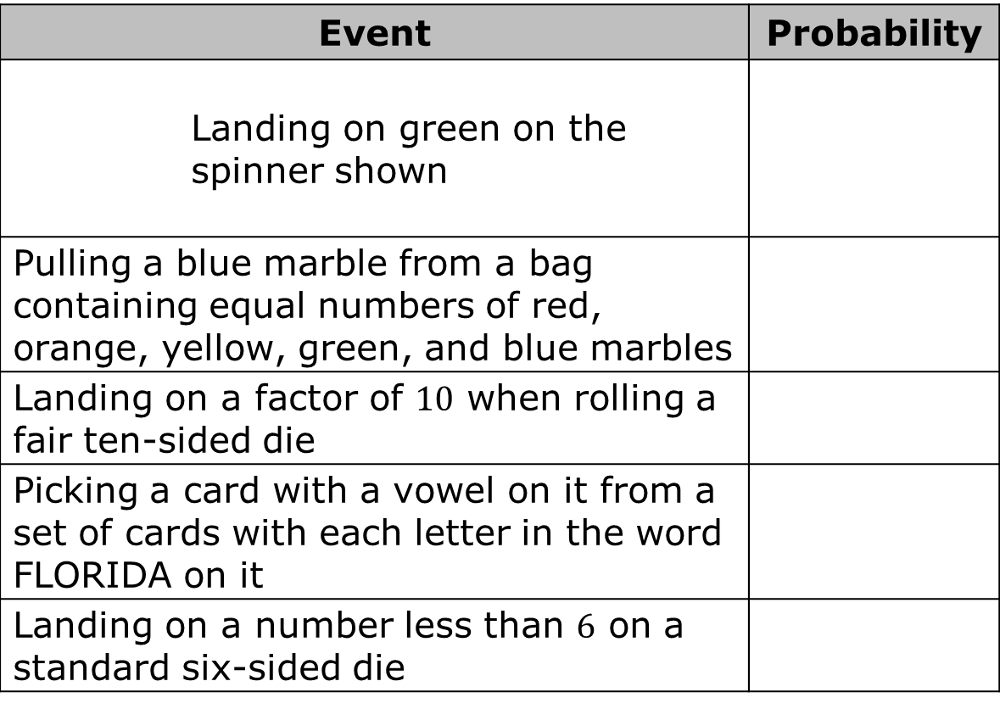 Event Probability
Landing on green on the
spinner shown
Pulling a blue marble from a bag
containing equal numbers of red,
orange, yellow, green, and blue marbles
Landing on a factor of 10 when rolling a
fair ten-sided die
Picking a card with a vowel on it from a
set of cards with each letter in the word
FLORIDA on it
Landing on a number less than 6 on a
standard six-sided die